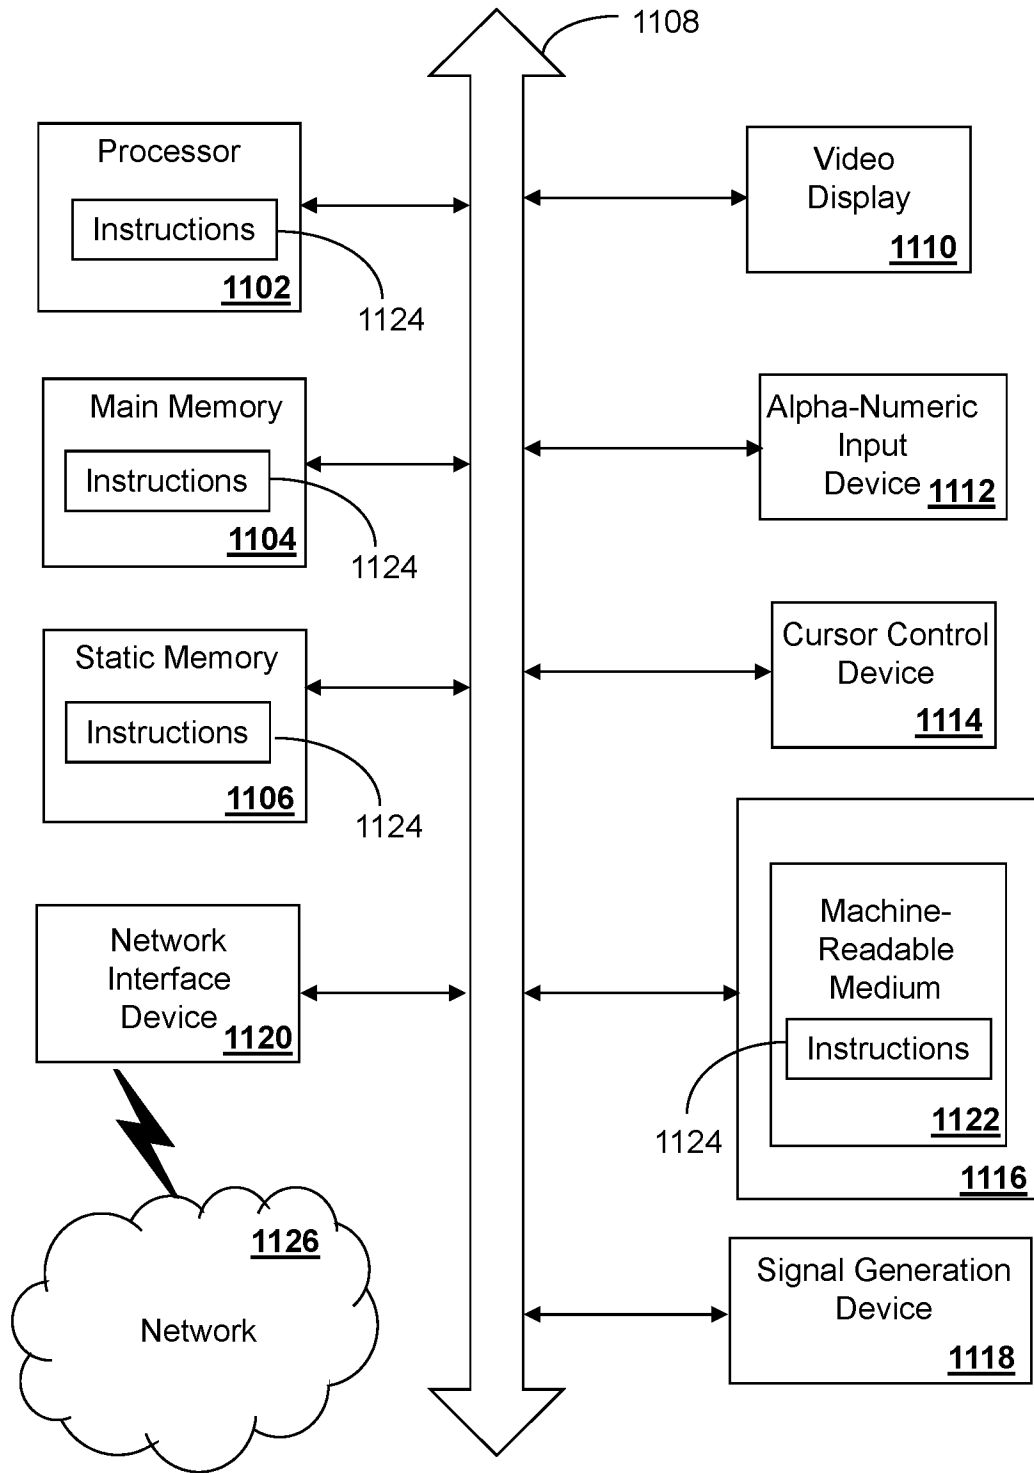 1108
Processor
Instructions
1102
1124
Main Memory
Instructions
1104
1124
Static Memory
Instructions
1106
1124
Network
Interface
Device
1120
1126
Network
Video
Display
1110
Alpha-Numeric
Input
Device
1112
Cursor Control
Device
1114
Machine-
Readable
Medium
Instructions
1124
1122
1116
Signal Generation
Device
1118